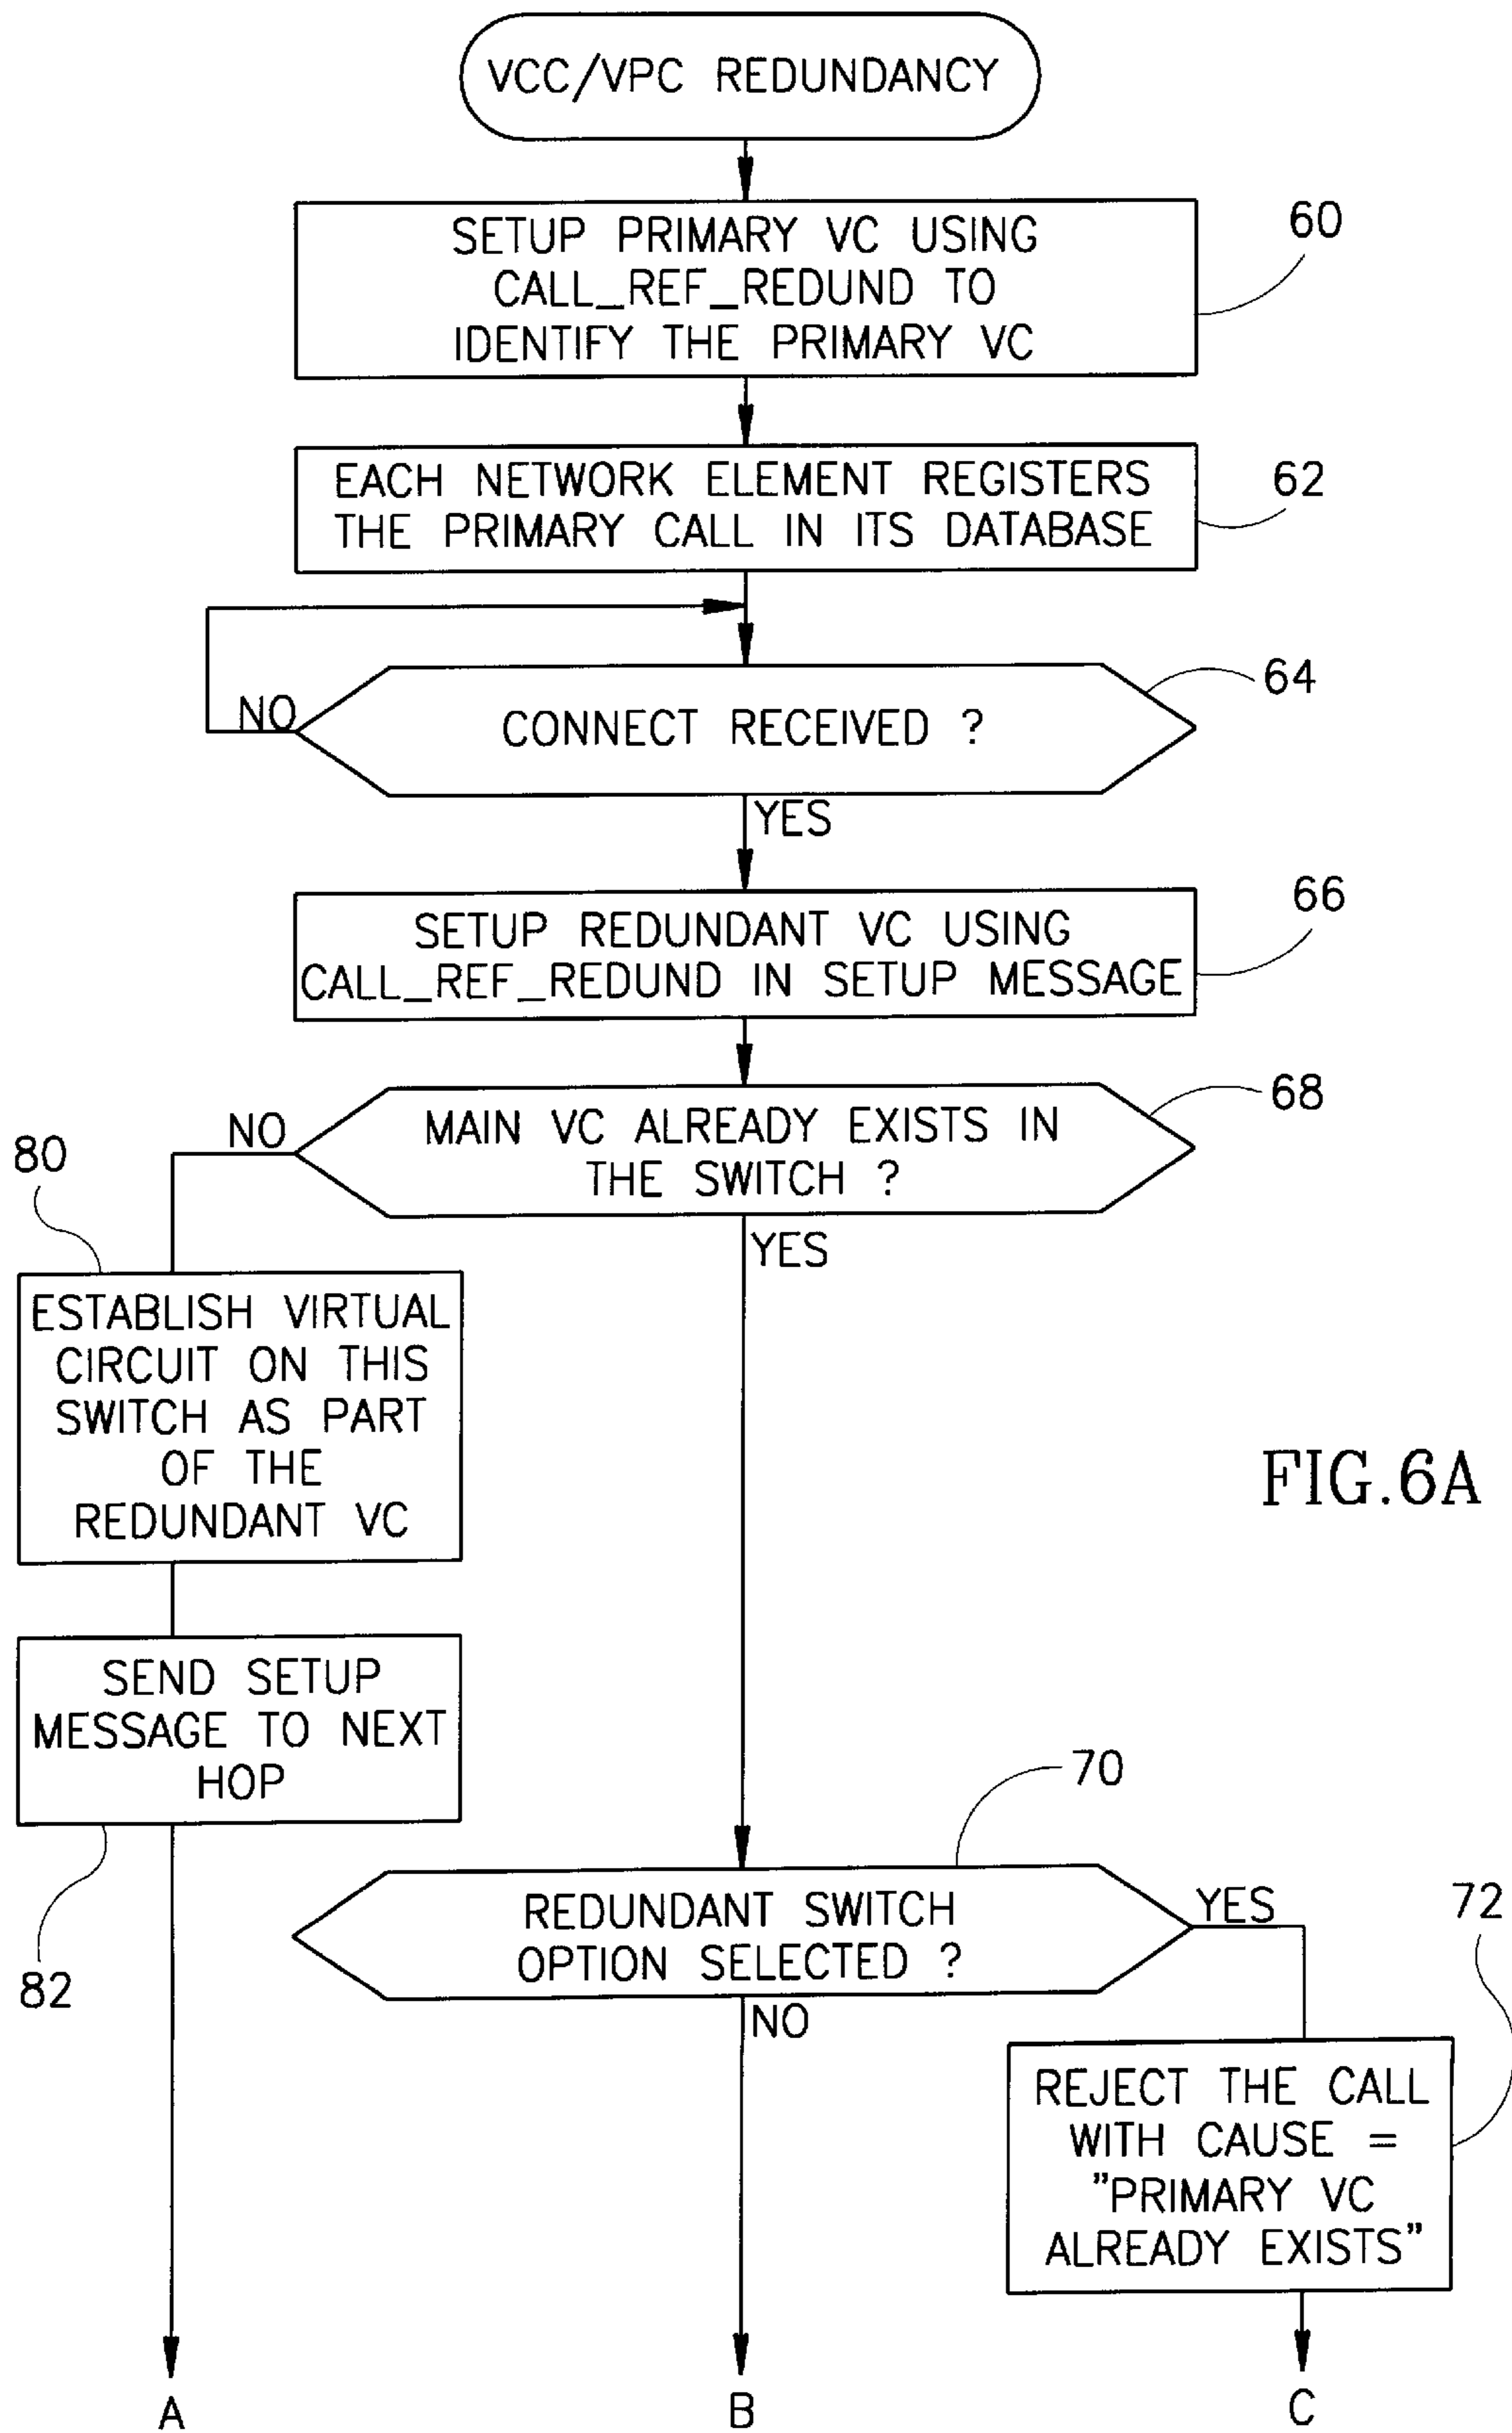 VCC/VPC REDUNDANCY
SETUP PRIMARY VC USING
CALL_REF_REDUND TO
IDENTIFY THE PRIMARY VC
60
EACH NETWORK ELEMENT REGISTERS
THE PRIMARY CALL IN ITS DATABASE
62
NO
CONNECT RECEIVED ?
64
YES
SETUP REDUNDANT VC USING
CALL_REF_REDUND IN SETUP MESSAGE
66
NO
MAIN VC ALREADY EXISTS IN
THE SWITCH ?
68
YES
80
ESTABLISH VIRTUAL
CIRCUIT ON THIS
SWITCH AS PART
OF THE
REDUNDANT VC
FIG.6A
SEND SETUP
MESSAGE TO NEXT
HOP
82
70
REDUNDANT SWITCH
OPTION SELECTED ?
YES
NO
72
REJECT THE CALL
WITH CAUSE =
"PRIMARY VC
ALREADY EXISTS"
A
B
C